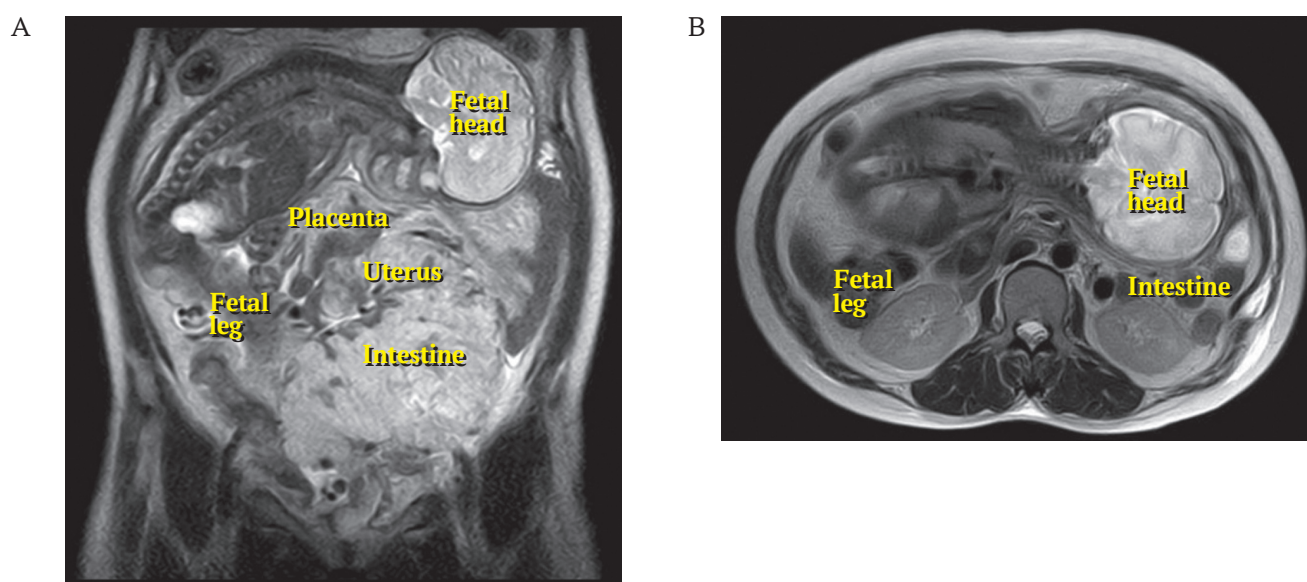 A
B
Fetal
head
Placenta
Uterus
Fetal
leg
Intestine
Fetal
head
Fetal
leg
Intestine